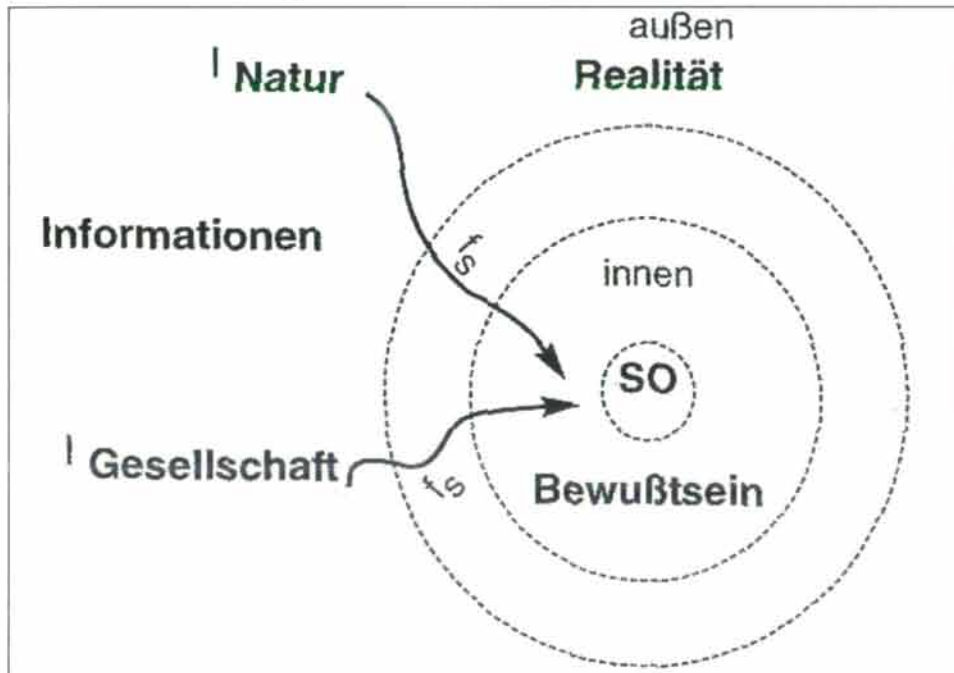 außen
Realität
I Natur
Informationen
fs
innen
SO
I Gesellschaft
fs
Bewußtsein